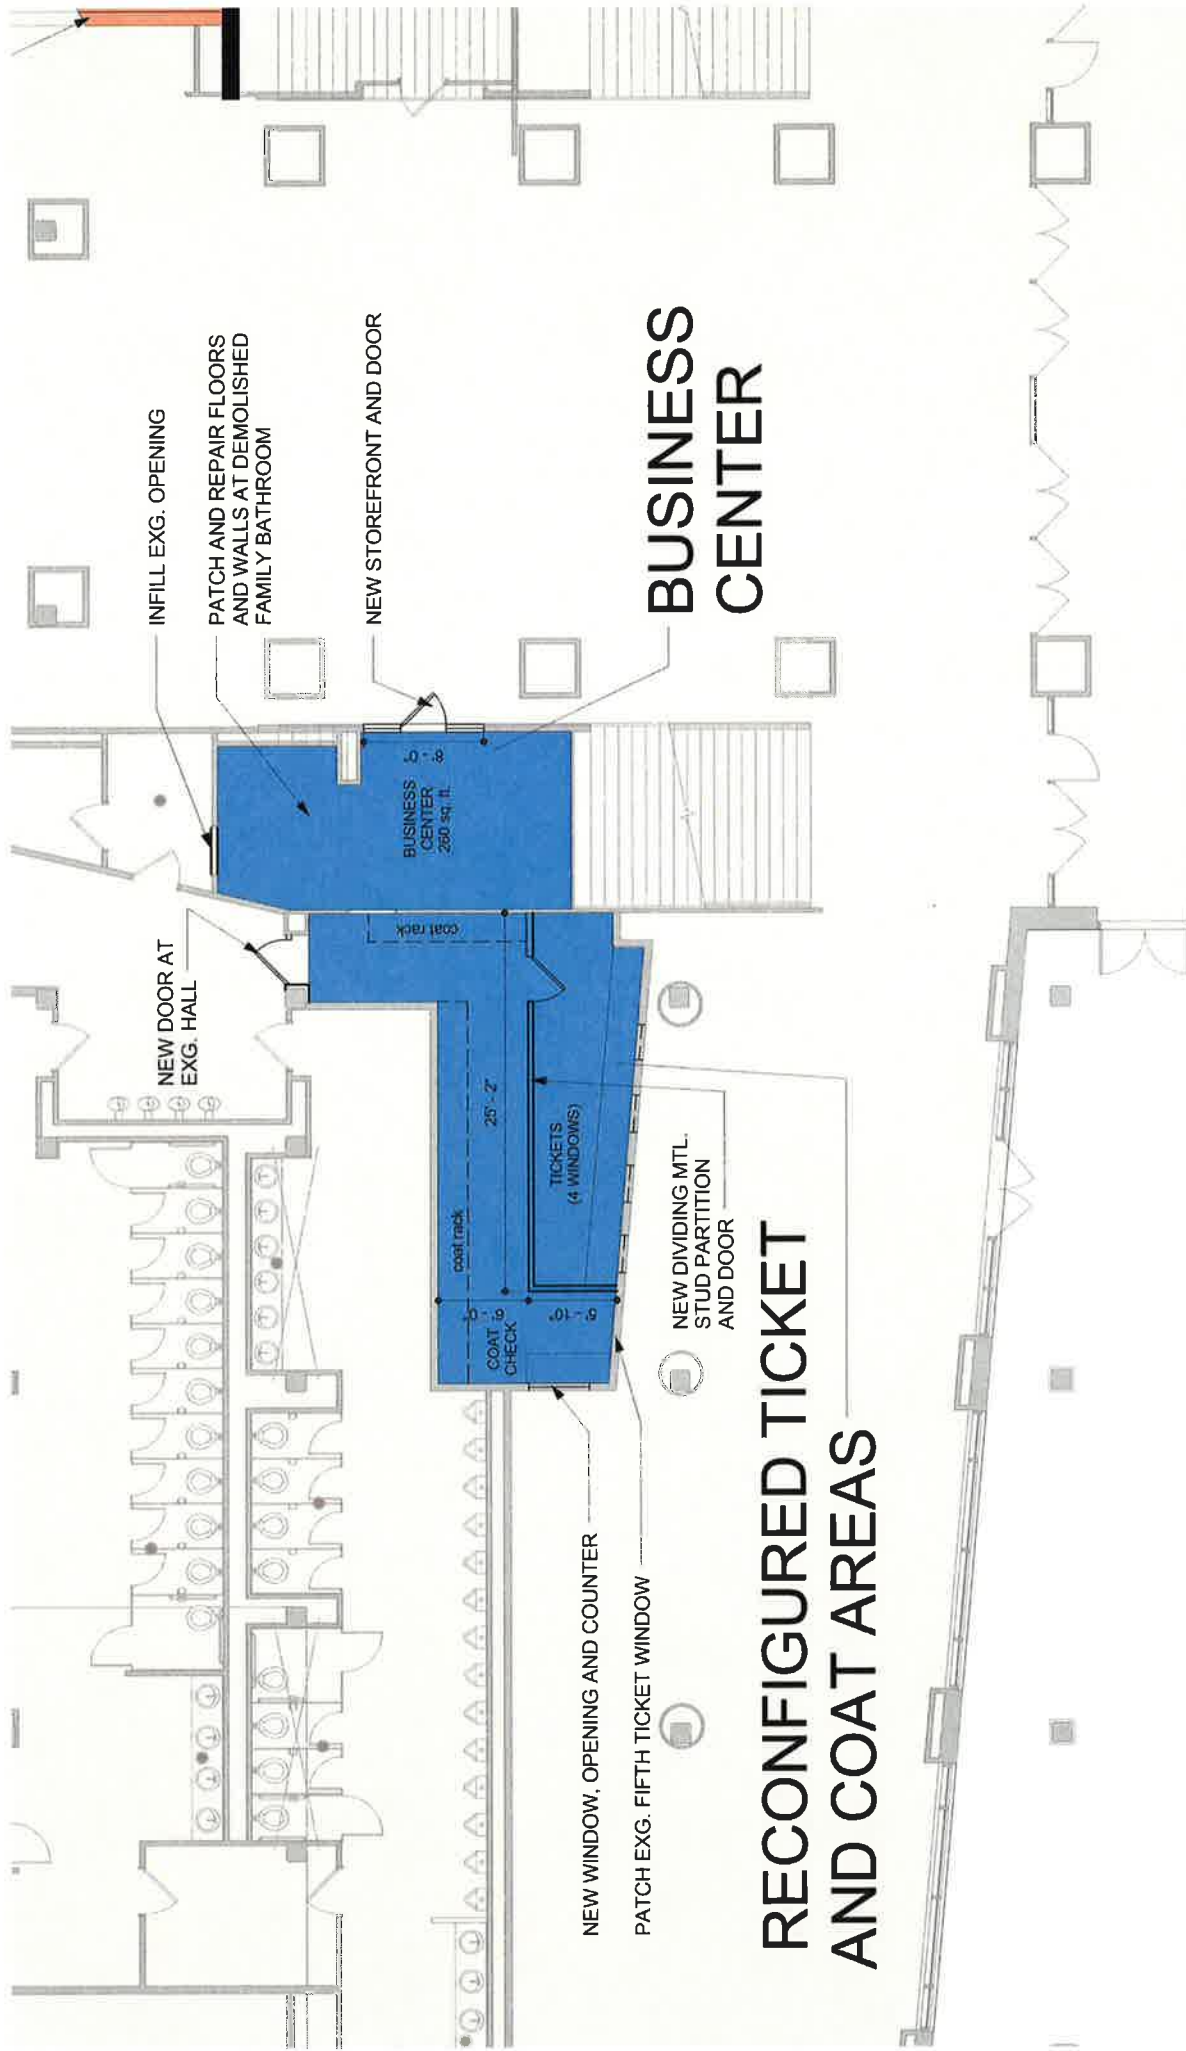 INFILL EXG. OPENING
PATCH AND REPAIR FLOORS
AND WALLS AT DEMOLISHED
FAMILY BATHROOM
NEW STOREFRONT AND DOOR
BUSINESS
CENTER
NEW DOOR AT
EXG. HALL
BUSINESS
CENTER
260 sq. ft.
8' - 0"
coat rack
25' - 2"
coat rack
TICKETS
(4 WINDOWS)
COAT
CHECK
6' - 0"
5' - 10"
NEW DIVIDING MTL.
STUD PARTITION
AND DOOR
NEW WINDOW, OPENING AND COUNTER
PATCH EXG. FIFTH TICKET WINDOW
RECONFIGURED TICKET
AND COAT AREAS